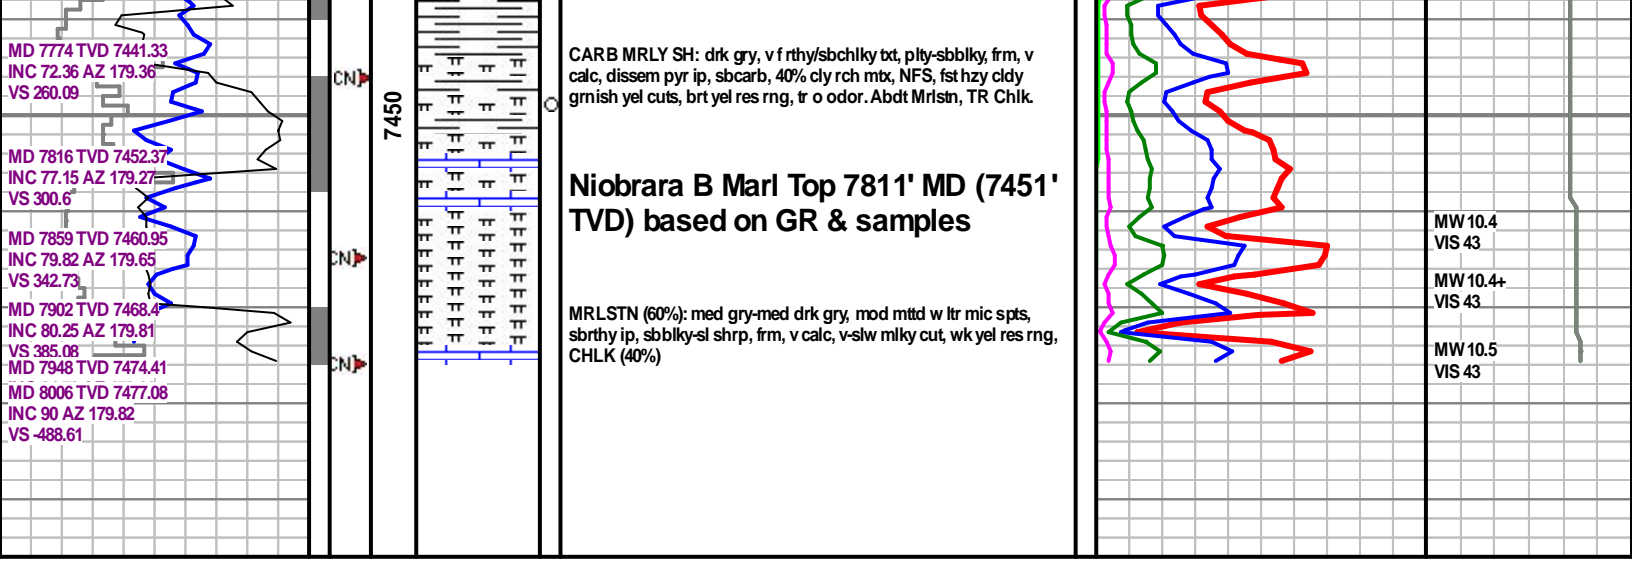 MD 7774 TVD 7441.33
INC 72.36 AZ 179.36
VS 260.09
MD 7816 TVD 7452.37
INC 77.15 AZ 179.27
VS 300.6
MD 7859 TVD 7460.95
INC 79.82 AZ 179.65
VS 342.73
MD 7902 TVD 7468.4
INC 80.25 AZ 179.81
VS 385.08
MD 7948 TVD 7474.41
MD 8006 TVD 7477.08
INC 90 AZ 179.82
VS -488.61
CN
CN
CN
7450
CARB MRLY SH: drk gry, v f rthy/sbchlky txt, plty-sbblky, frm, v
calc, dissem pyr ip, sbcarb, 40% cly rch mtx, NFS, fst hzy cldy
grnish yel cuts, brt yel res rng, tr o odor. Abdt Mrlstn, TR Chlk.
Niobrara B Marl Top 7811' MD (7451'
TVD) based on GR & samples
MRLSTN (60%): med gry-med drk gry, mod mttd w ltr mic spts,
sbrthy ip, sbblky-sl shrp, frm, v calc, v-slw mlky cut, wk yel res rng,
CHLK (40%)
MW 10.4
VIS 43
MW 10.4+
VIS 43
MW 10.5
VIS 43